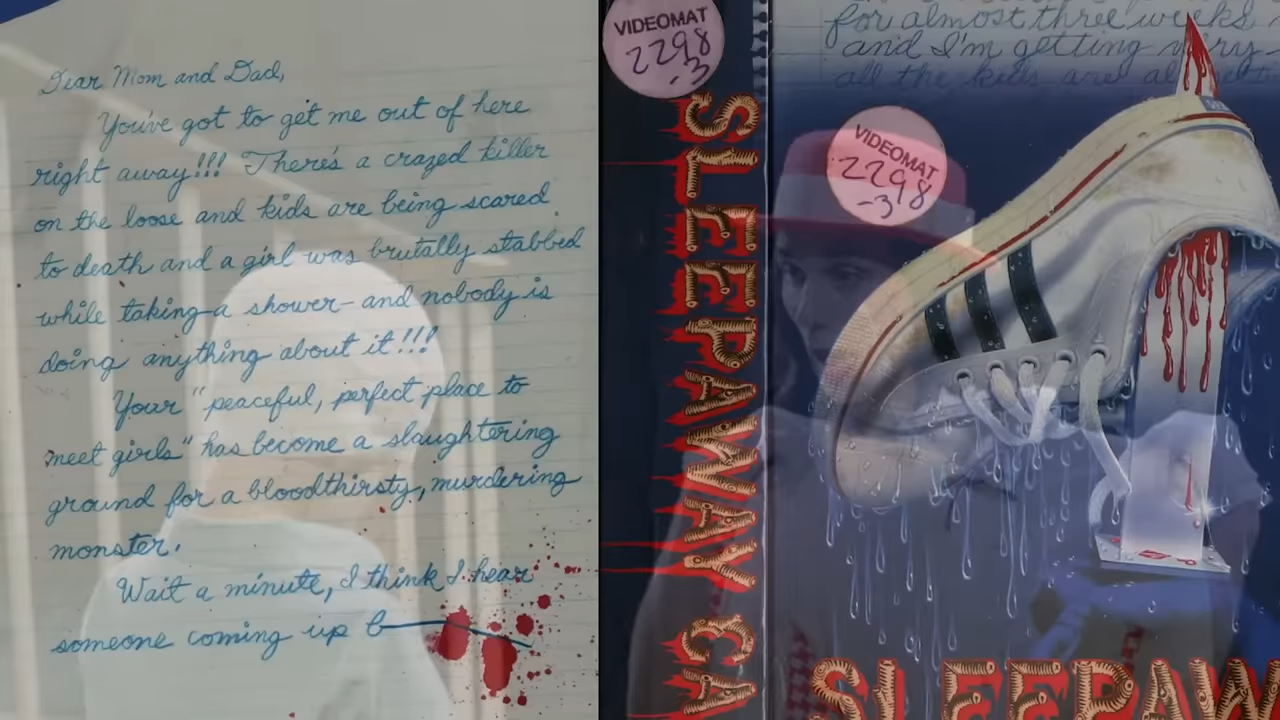 Dear Mom and Dad,
You've got to get me out of here
right away!!! There's a crazed killer
on the loose and kids are being scared
to death and a girl was brutally stabbed
while taking a shower- and nobody is
doing anything about it!!!
Your "peaceful, perfect place to
meet girls" has become a slaughtering
ground for a bloodthirsty, murdering
monster.
Wait a minute, I think I hear
someone coming up b
VIDEOMAT
2298
-3
SLEEPAWAY CA
for almost three weeks
and I'm getting very
all the kids are
VIDEOMAT
2298
-3
SLEEPAW